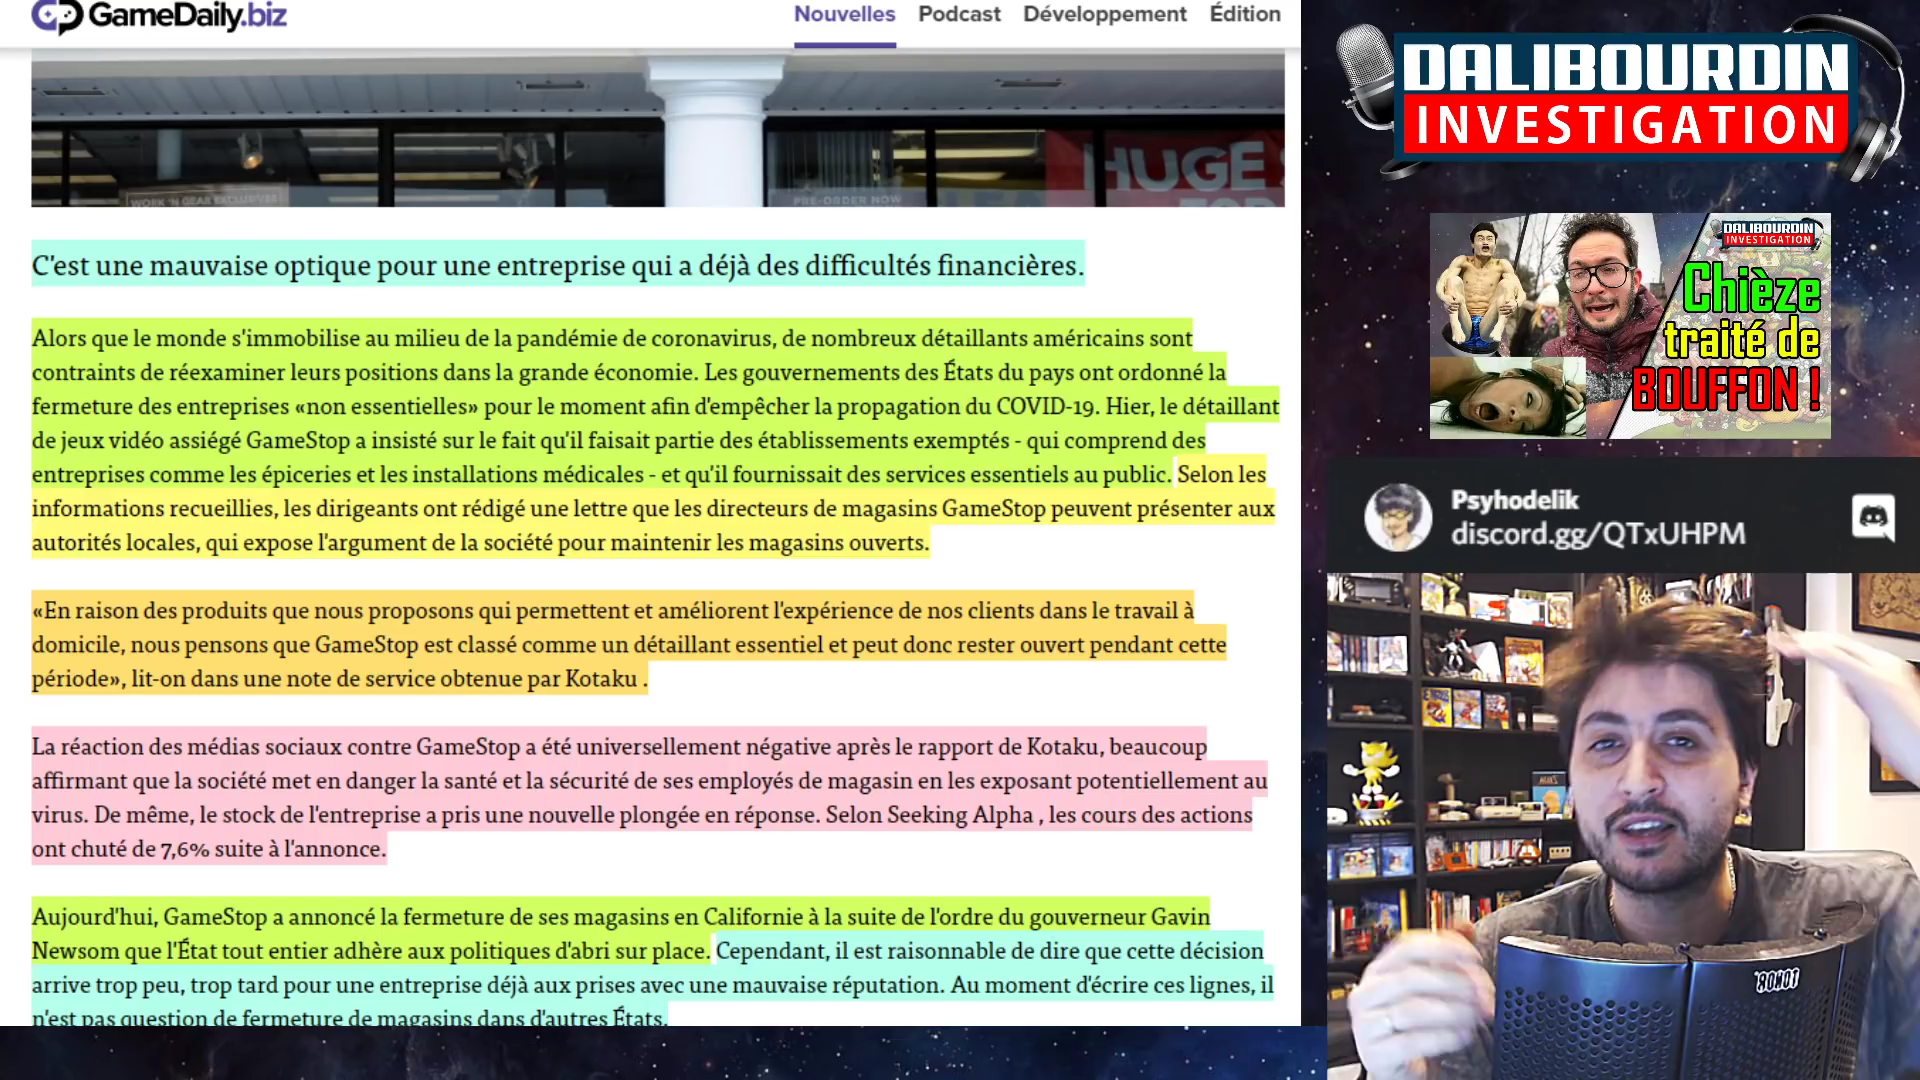 GameDaily.biz
Nouvelles Podcast Développement Édition
WORK 'N GEAR EXCLUSIVES
PRE-ORDER NOW
HUGE
FOR
C'est une mauvaise optique pour une entreprise qui a déjà des difficultés financières.
Alors que le monde s'immobilise au milieu de la pandémie de coronavirus, de nombreux détaillants américains sont
contraints de réexaminer leurs positions dans la grande économie. Les gouvernements des États du pays ont ordonné la
fermeture des entreprises «non essentielles» pour le moment afin d'empêcher la propagation du COVID-19. Hier, le détaillant
de jeux vidéo assiégé GameStop a insisté sur le fait qu'il faisait partie des établissements exemptés - qui comprend des
entreprises comme les épiceries et les installations médicales - et qu'il fournissait des services essentiels au public. Selon les
informations recueillies, les dirigeants ont rédigé une lettre que les directeurs de magasins GameStop peuvent présenter aux
autorités locales, qui expose l'argument de la société pour maintenir les magasins ouverts.
«En raison des produits que nous proposons qui permettent et améliorent l'expérience de nos clients dans le travail à
domicile, nous pensons que GameStop est classé comme un détaillant essentiel et peut donc rester ouvert pendant cette
période», lit-on dans une note de service obtenue par Kotaku .
La réaction des médias sociaux contre GameStop a été universellement négative après le rapport de Kotaku, beaucoup
affirmant que la société met en danger la santé et la sécurité de ses employés de magasin en les exposant potentiellement au
virus. De même, le stock de l'entreprise a pris une nouvelle plongée en réponse. Selon Seeking Alpha , les cours des actions
ont chuté de 7,6% suite à l'annonce.
Aujourd'hui, GameStop a annoncé la fermeture de ses magasins en Californie à la suite de l'ordre du gouverneur Gavin
Newsom que l'État tout entier adhère aux politiques d'abri sur place. Cependant, il est raisonnable de dire que cette décision
arrive trop peu, trop tard pour une entreprise déjà aux prises avec une mauvaise réputation. Au moment d'écrire ces lignes, il
n'est pas question de fermeture de magasins dans d'autres États.
DALIBOURDIN
INVESTIGATION
DALIBOURDIN
INVESTIGATION
Chièze
traité de
BOUFFON !
Psyhodelik
discord.gg/QTxUHPM